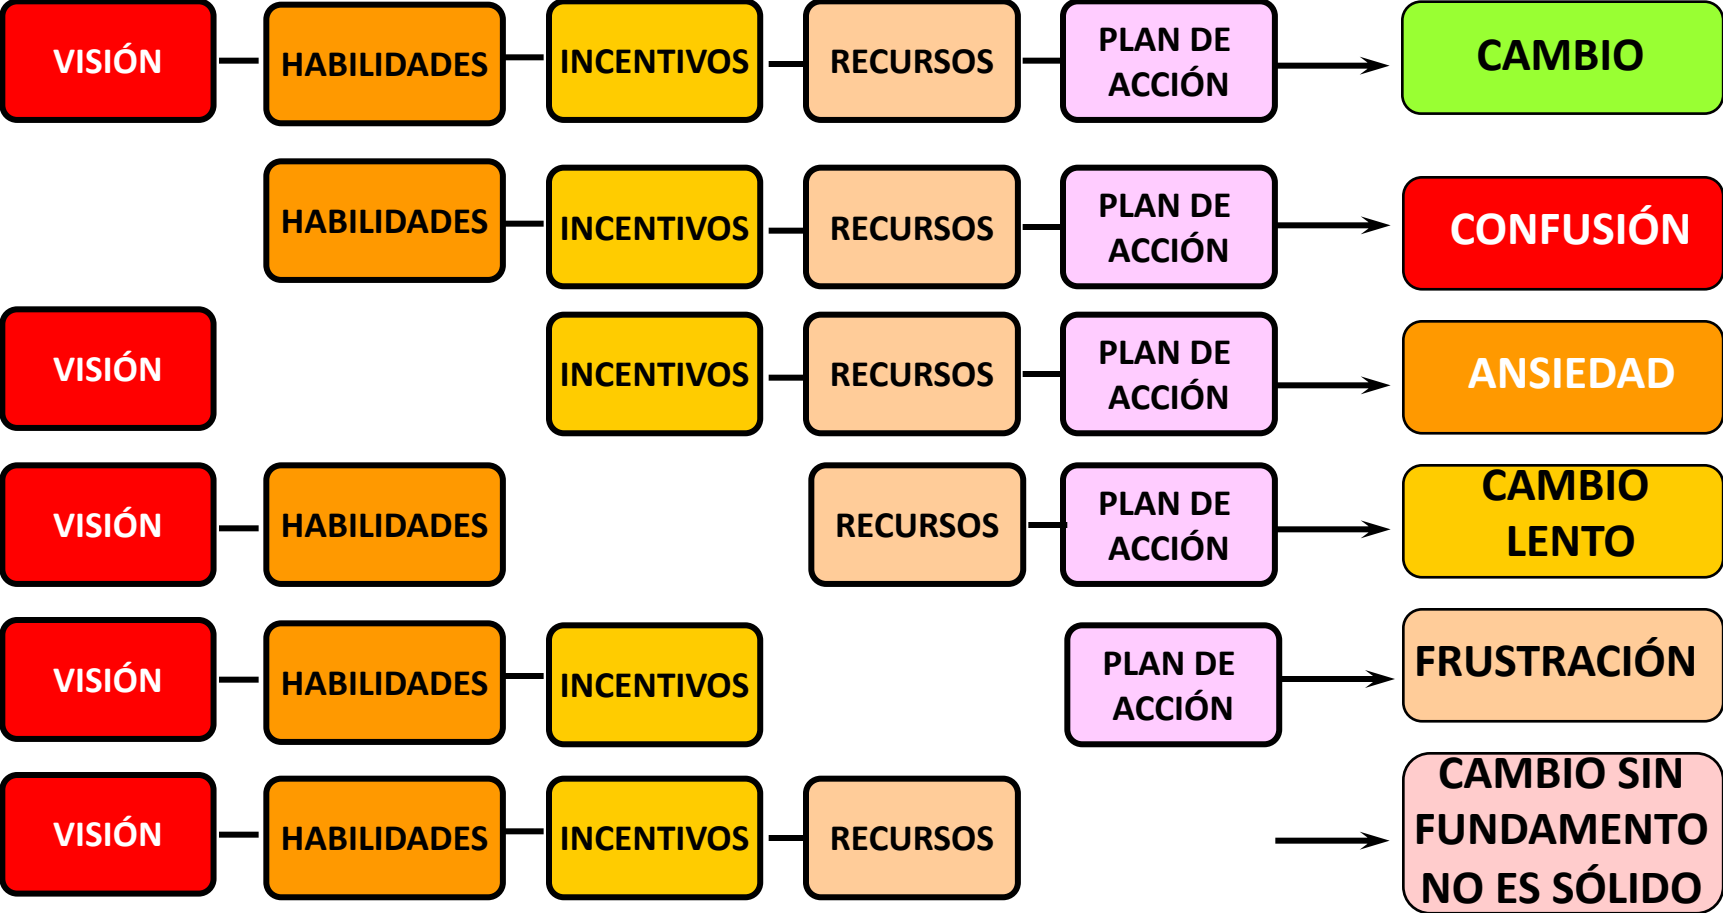 VISIÓN
HABILIDADES
INCENTIVOS
RECURSOS
PLAN DE
ACCIÓN
CAMBIO
HABILIDADES
INCENTIVOS
RECURSOS
PLAN DE
ACCIÓN
CONFUSIÓN
VISIÓN
INCENTIVOS
RECURSOS
PLAN DE
ACCIÓN
ANSIEDAD
VISIÓN
HABILIDADES
RECURSOS
PLAN DE
ACCIÓN
CAMBIO
LENTO
VISIÓN
HABILIDADES
INCENTIVOS
PLAN DE
ACCIÓN
FRUSTRACIÓN
VISIÓN
HABILIDADES
INCENTIVOS
RECURSOS
CAMBIO SIN
FUNDAMENTO
NO ES SÓLIDO